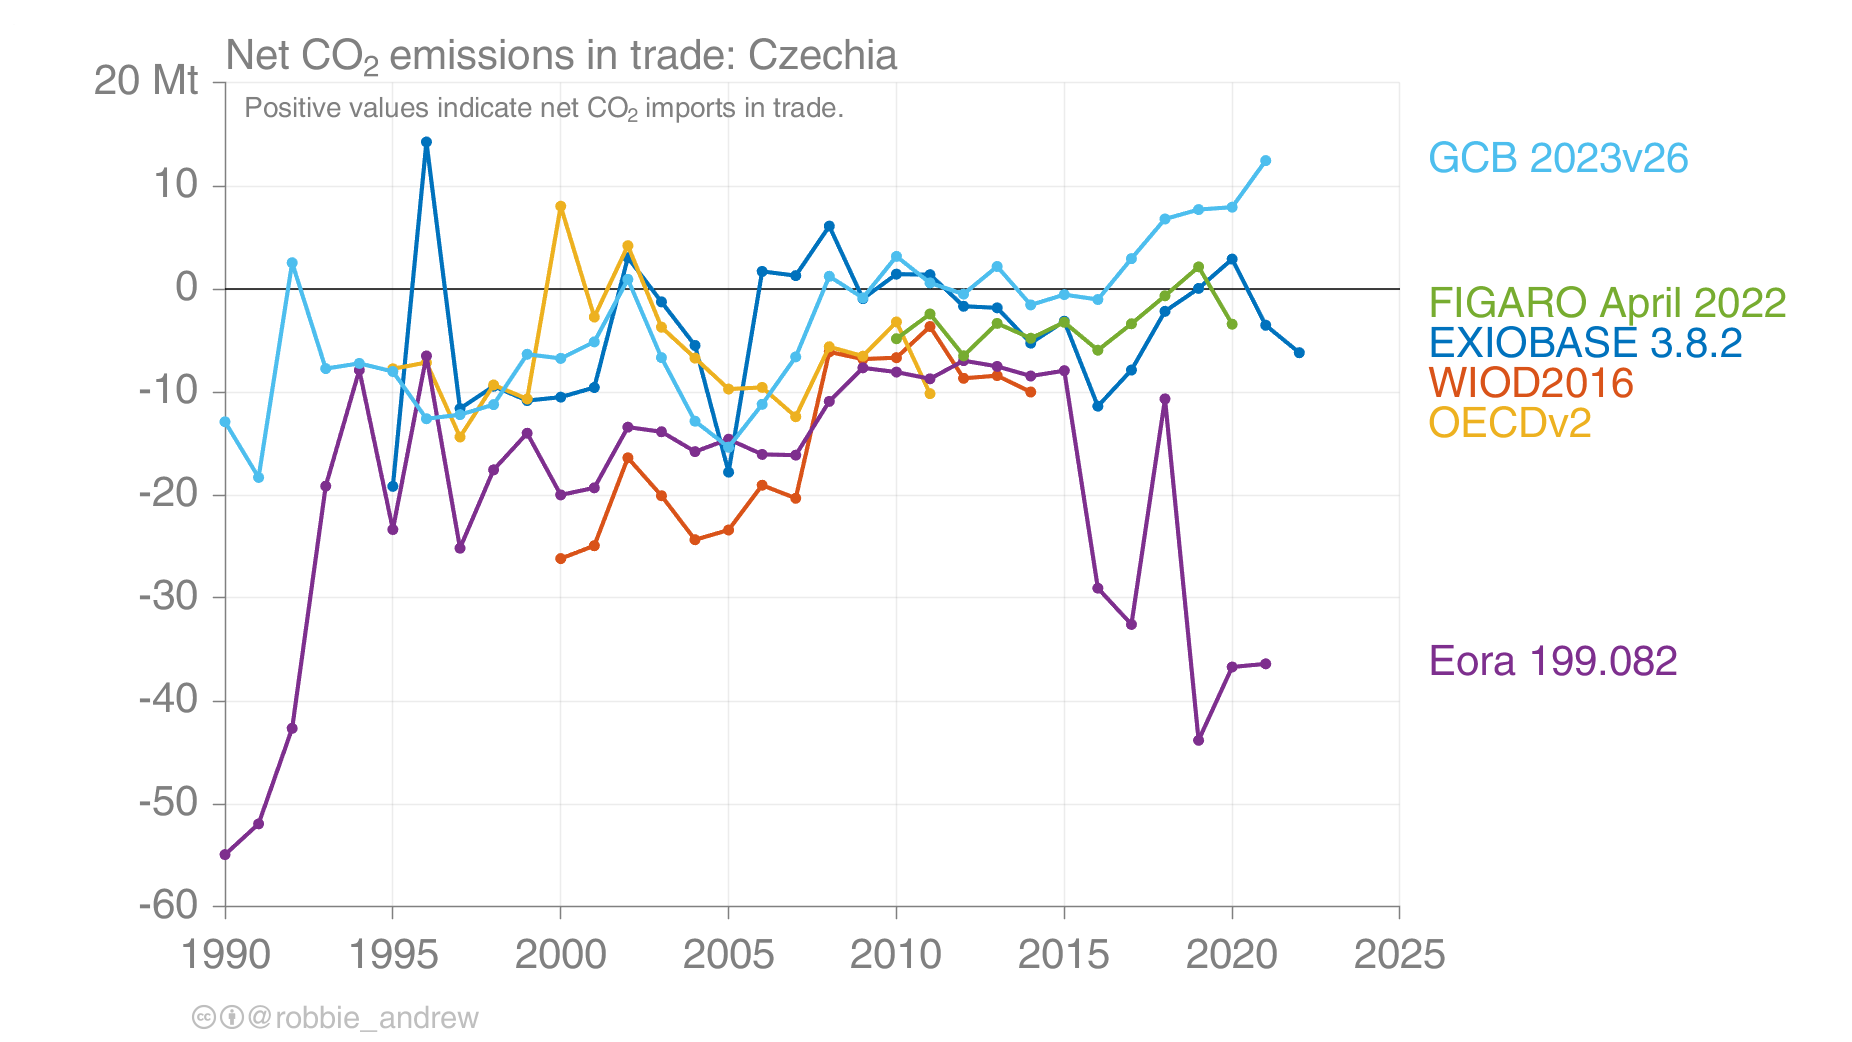 Net CO₂ emissions in trade: Czechia
20 Mt
Positive values indicate net CO₂ imports in trade.
10
0
-10
-20
-30
-40
-50
-60
1990 1995 2000 2005 2010 2015 2020 2025
GCB 2023v26
FIGARO April 2022
EXIOBASE 3.8.2
WIOD2016
OECDv2
Eora 199.082
cc @robbie_andrew